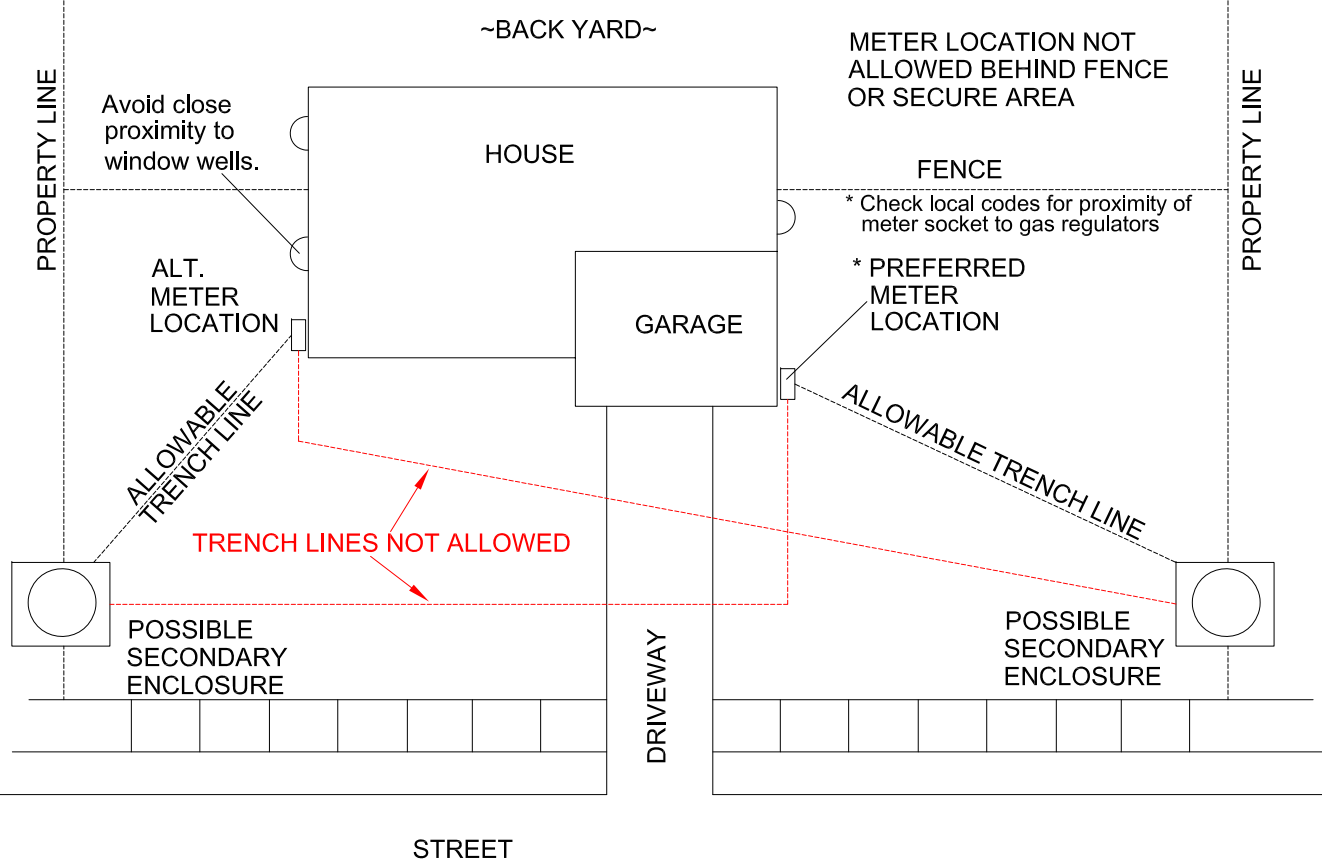 ~BACK YARD~
METER LOCATION NOT
ALLOWED BEHIND FENCE
OR SECURE AREA
PROPERTY LINE
PROPERTY LINE
Avoid close
proximity to
window wells.
HOUSE
FENCE
* Check local codes for proximity of
meter socket to gas regulators
ALT.
METER
LOCATION
GARAGE
* PREFERRED
METER
LOCATION
ALLOWABLE
TRENCH LINE
ALLOWABLE TRENCH LINE
TRENCH LINES NOT ALLOWED
POSSIBLE
SECONDARY
ENCLOSURE
POSSIBLE
SECONDARY
ENCLOSURE
DRIVEWAY
STREET